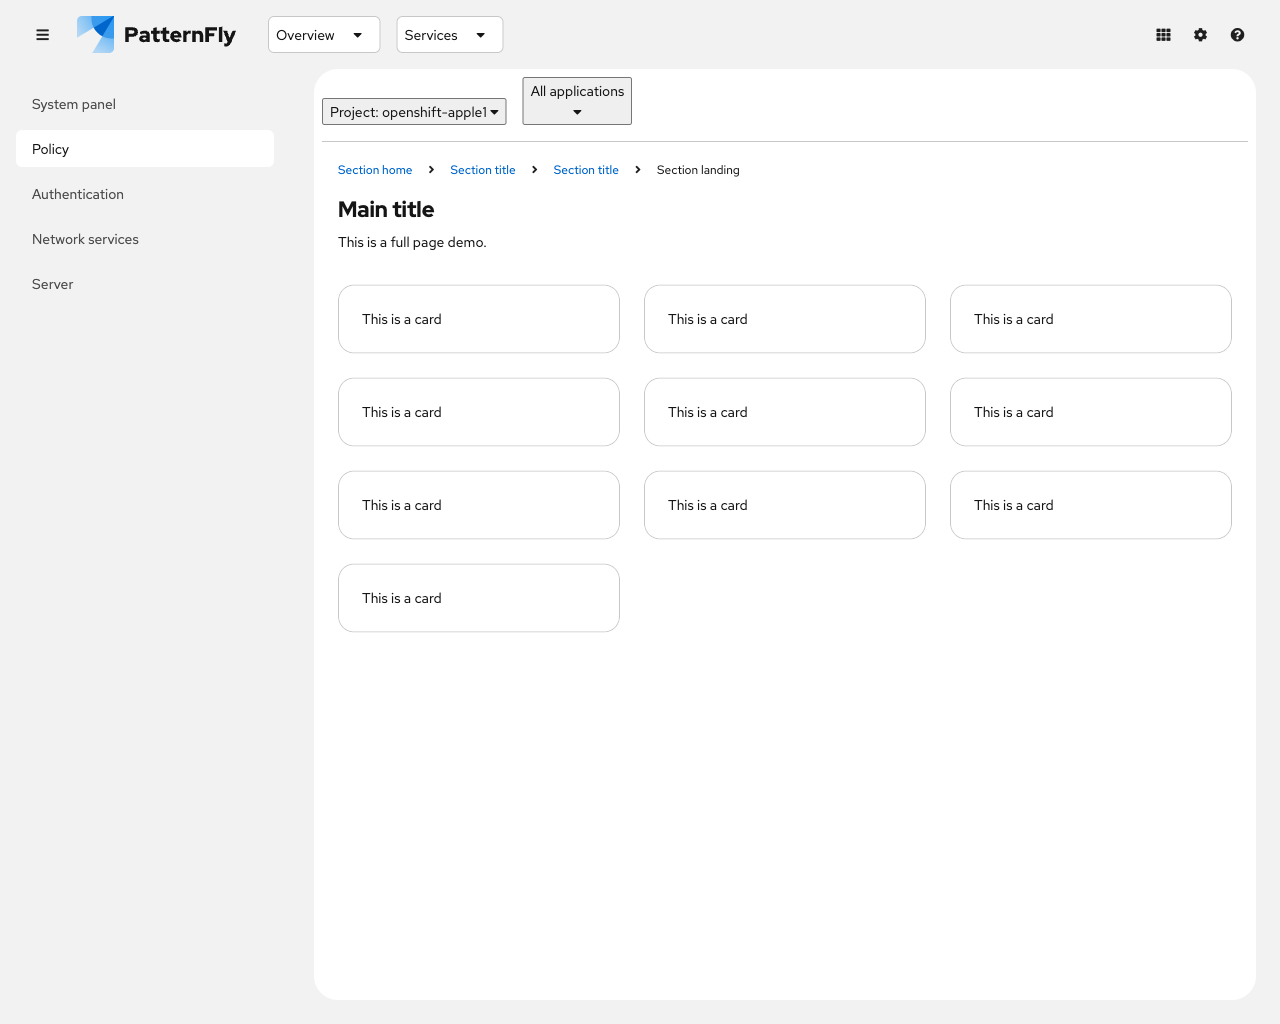 PatternFly
Overview
Services
System panel
Policy
Authentication
Network services
Server
Project: openshift-apple1
All applications
Section home
Section title
Section title
Section landing
Main title
This is a full page demo.
This is a card
This is a card
This is a card
This is a card
This is a card
This is a card
This is a card
This is a card
This is a card
This is a card